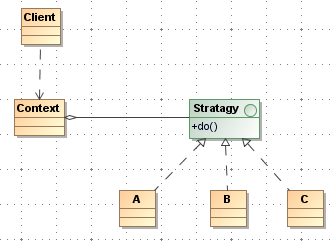 Client
Context
Stratagy
+do()
A
B
C